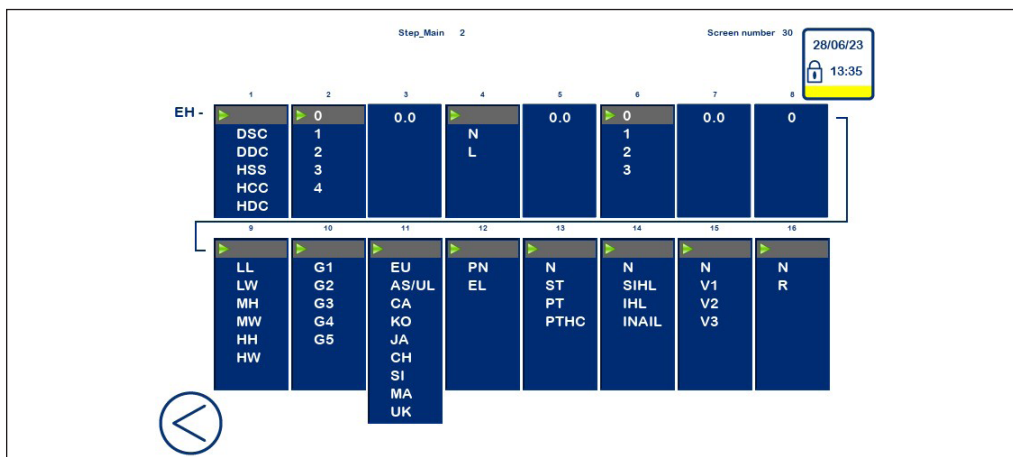 Step_Main 2 Screen number 30
28/06/23
13:35
1 2 3 4 5 6 7 8
EH - 0 0.0 0.0 0 0.0 0
DSC 1 N 1
DDC 2 L 2
HSS 3 3
HCC 4
HDC
9 10 11 12 13 14 15 16
LL G1 EU PN N N N N
LW G2 AS/UL EL ST SIHL V1 R
MH G3 CA PT IHL V2
MW G4 KO PTHC INAIL V3
HH G5 JA
HW CH
SI
MA
UK